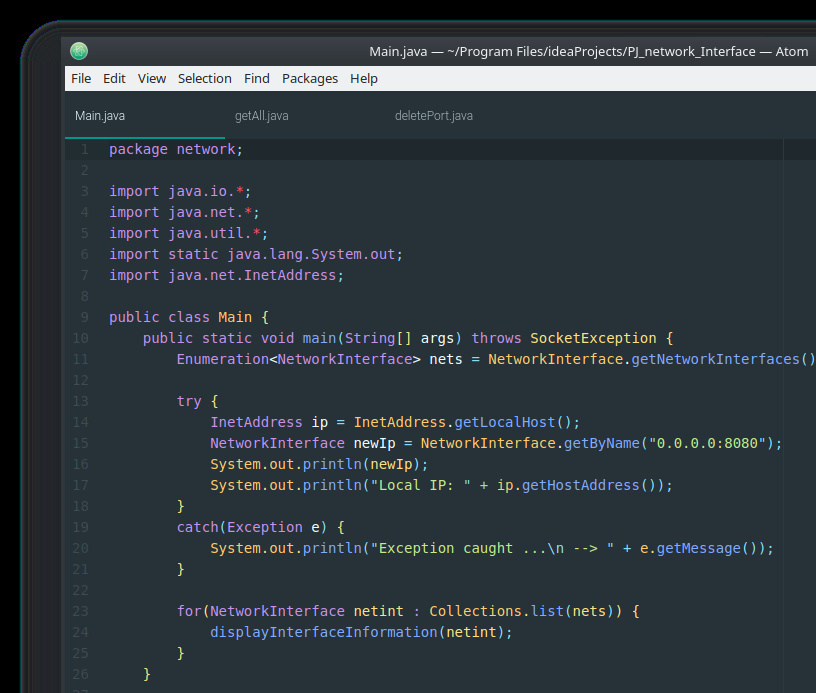 Main.java — ~/Program Files/ideaProjects/PJ_network_Interface — Atom
File Edit View Selection Find Packages Help
Main.java getAll.java deletePort.java
1 package network;
2
3 import java.io.*;
4 import java.net.*;
5 import java.util.*;
6 import static java.lang.System.out;
7 import java.net.InetAddress;
8
9 public class Main {
10 public static void main(String[] args) throws SocketException {
11 Enumeration<NetworkInterface> nets = NetworkInterface.getNetworkInterfaces()
12
13 try {
14 InetAddress ip = InetAddress.getLocalHost();
15 NetworkInterface newIp = NetworkInterface.getByName("0.0.0.0:8080");
16 System.out.println(newIp);
17 System.out.println("Local IP: " + ip.getHostAddress());
18 }
19 catch(Exception e) {
20 System.out.println("Exception caught ...\n --> " + e.getMessage());
21 }
22
23 for(NetworkInterface netint : Collections.list(nets)) {
24 displayInterfaceInformation(netint);
25 }
26 }